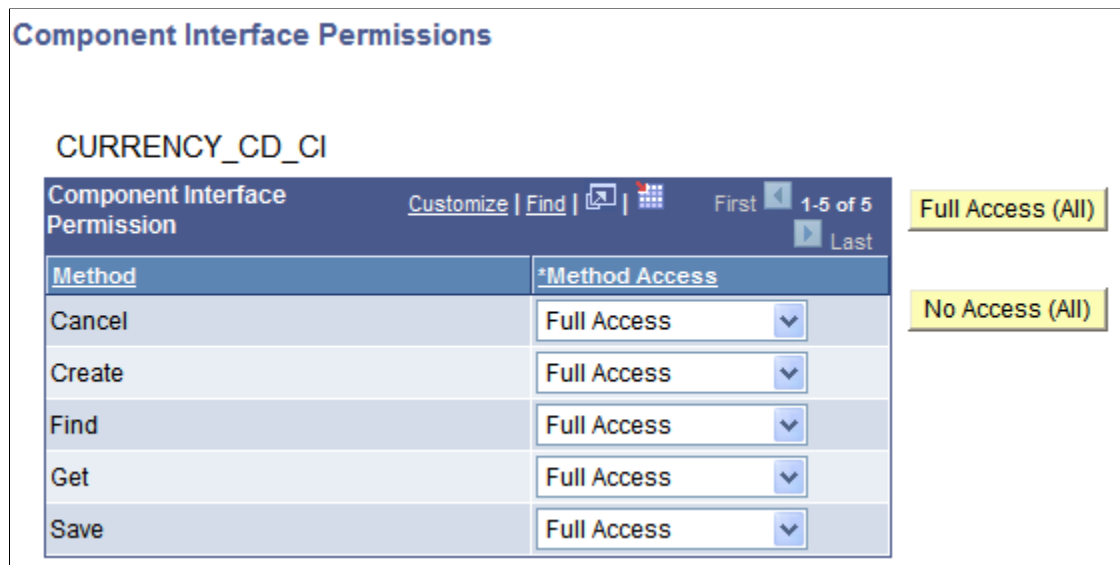 Component Interface Permissions
CURRENCY_CD_CI
Component Interface Permission
Customize | Find | | First 1-5 of 5 Last
Full Access (All)
Method *Method Access
No Access (All)
Cancel Full Access
Create Full Access
Find Full Access
Get Full Access
Save Full Access